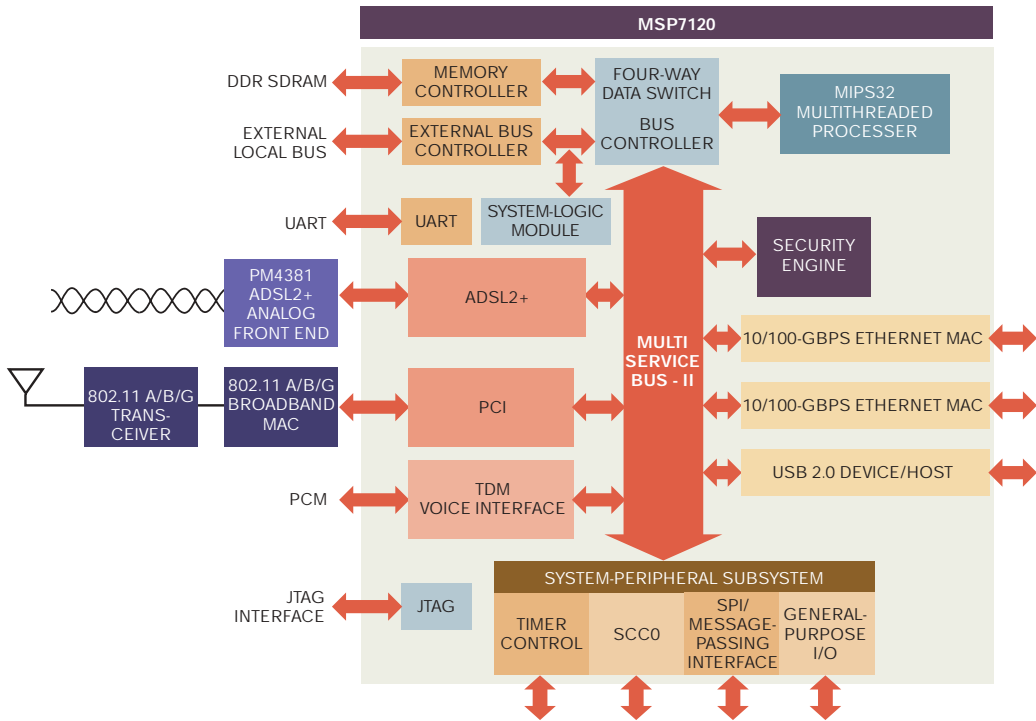 MSP7120
DDR SDRAM
MEMORY
CONTROLLER
FOUR-WAY
DATA SWITCH
BUS
CONTROLLER
MIPS32
MULTITHREADED
PROCESSER
EXTERNAL
LOCAL BUS
EXTERNAL BUS
CONTROLLER
UART
UART
SYSTEM-LOGIC
MODULE
SECURITY
ENGINE
PM4381
ADSL2+
ANALOG
FRONT END
ADSL2+
MULTI
SERVICE
BUS - II
10/100-GBPS ETHERNET MAC
802.11 A/B/G
TRANS-
CEIVER
802.11 A/B/G
BROADBAND
MAC
PCI
10/100-GBPS ETHERNET MAC
USB 2.0 DEVICE/HOST
PCM
TDM
VOICE INTERFACE
JTAG
INTERFACE
JTAG
SYSTEM-PERIPHERAL SUBSYSTEM
TIMER
CONTROL
SCC0
SPI/
MESSAGE-
PASSING
INTERFACE
GENERAL-
PURPOSE
I/O